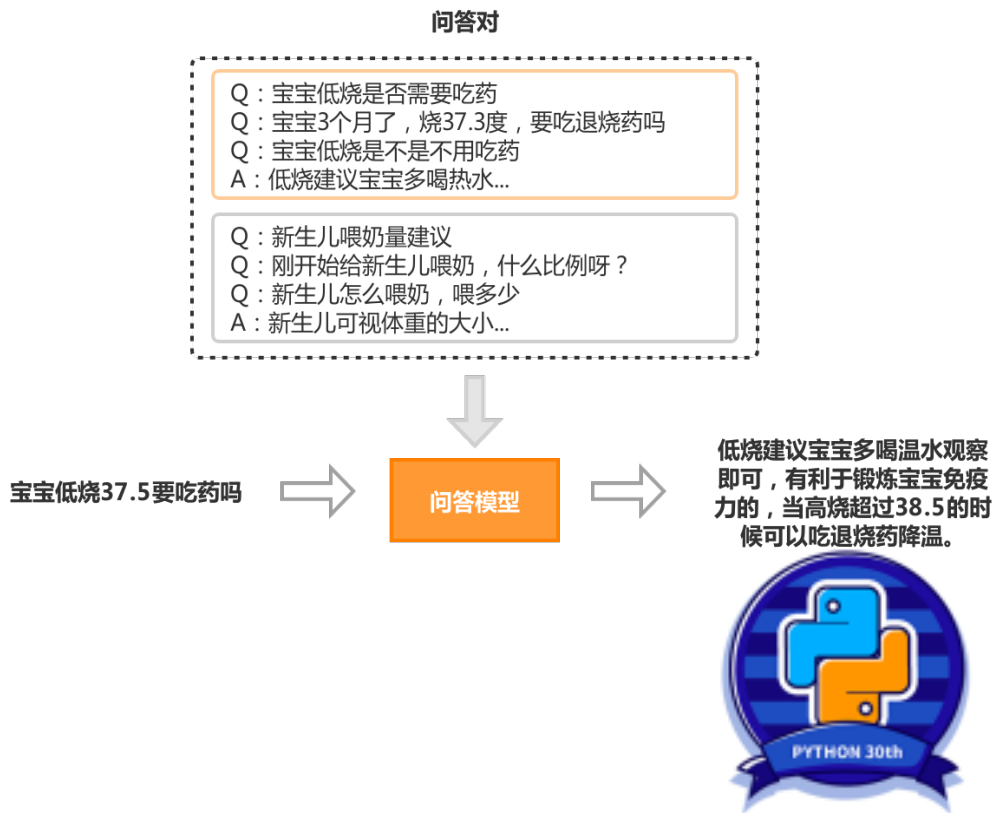 问答对
Q：宝宝低烧是否需要吃药
Q：宝宝3个月了，烧37.3度，要吃退烧药吗
Q：宝宝低烧是不是不用吃药
A：低烧建议宝宝多喝热水...
Q：新生儿喂奶量建议
Q：刚开始给新生儿喂奶，什么比例呀？
Q：新生儿怎么喂奶，喂多少
A：新生儿可视体重的大小...
宝宝低烧37.5要吃药吗
问答模型
低烧建议宝宝多喝温水观察
即可，有利于锻炼宝宝免疫
力的，当高烧超过38.5的时
候可以吃退烧药降温。
PYTHON 30th